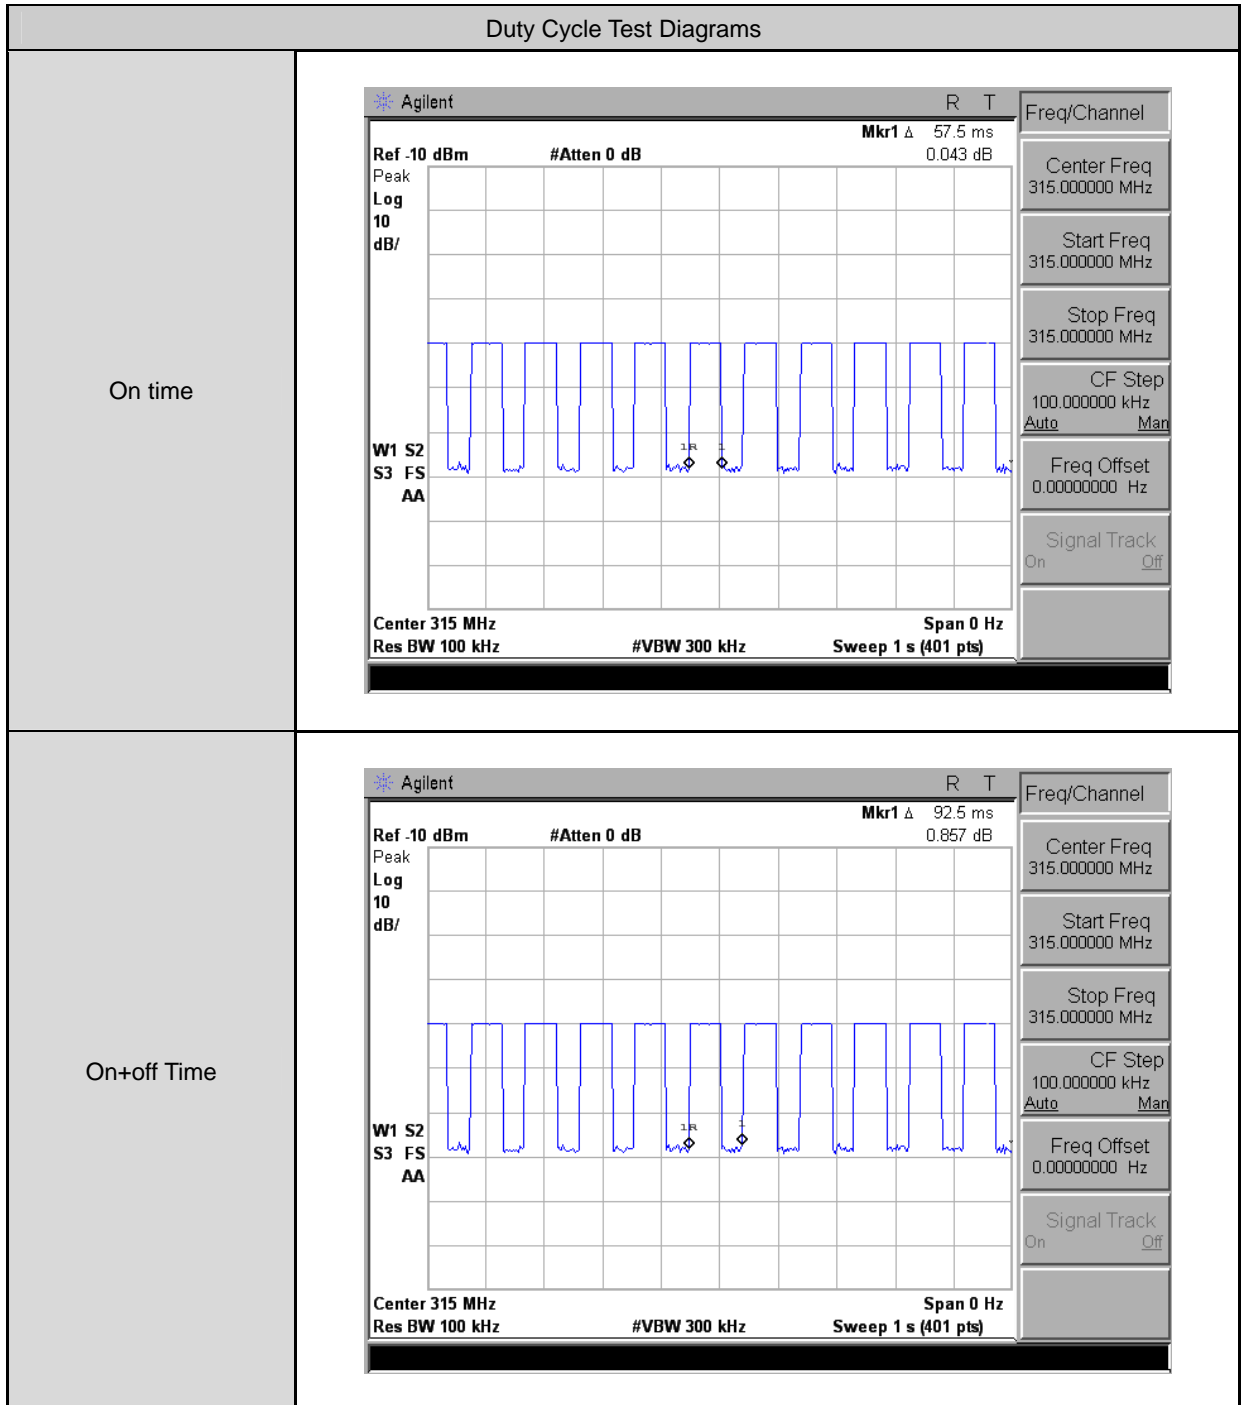 Duty Cycle Test Diagrams
On time
Agilent R T
Mkr1 Δ 57.5 ms
Ref -10 dBm #Atten 0 dB 0.043 dB
Peak
Log
10
dB/
1R 1
W1 S2
S3 FS
AA
Center 315 MHz Span 0 Hz
Res BW 100 kHz #VBW 300 kHz Sweep 1 s (401 pts)
Freq/Channel
Center Freq
315.000000 MHz
Start Freq
315.000000 MHz
Stop Freq
315.000000 MHz
CF Step
100.000000 kHz
Auto Man
Freq Offset
0.00000000 Hz
Signal Track
On Off
On+off Time
Agilent R T
Mkr1 Δ 92.5 ms
Ref -10 dBm #Atten 0 dB 0.857 dB
Peak
Log
10
dB/
1R 1
W1 S2
S3 FS
AA
Center 315 MHz Span 0 Hz
Res BW 100 kHz #VBW 300 kHz Sweep 1 s (401 pts)
Freq/Channel
Center Freq
315.000000 MHz
Start Freq
315.000000 MHz
Stop Freq
315.000000 MHz
CF Step
100.000000 kHz
Auto Man
Freq Offset
0.00000000 Hz
Signal Track
On Off